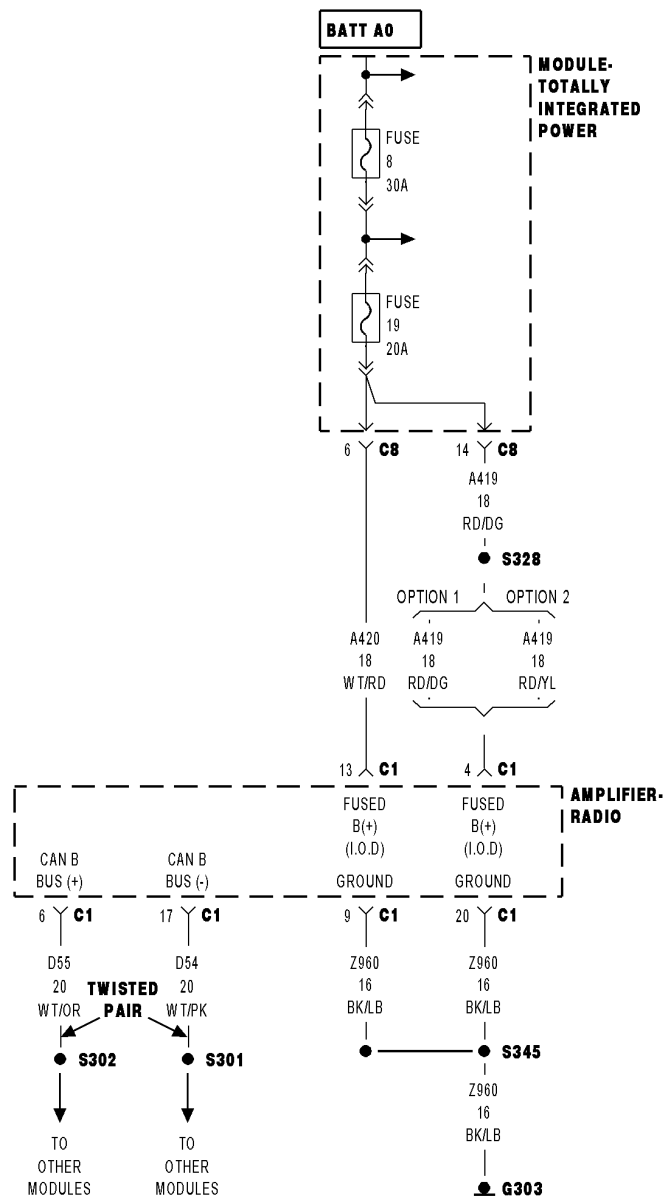 BATT A0
MODULE-
TOTALLY
INTEGRATED
POWER
FUSE
8
30A
FUSE
19
20A
6 C8
14 C8
A419
18
RD/DG
S328
OPTION 1 OPTION 2
A420
18
WT/RD
A419
18
RD/DG
A419
18
RD/YL
13 C1
4 C1
AMPLIFIER-
RADIO
FUSED
B(+)
(I.O.D)
FUSED
B(+)
(I.O.D)
CAN B
BUS (+)
CAN B
BUS (-)
GROUND
GROUND
6 C1
17 C1
9 C1
20 C1
D55
20
WT/OR
TWISTED
PAIR
D54
20
WT/PK
Z960
16
BK/LB
Z960
16
BK/LB
S302
S301
S345
Z960
16
BK/LB
TO
OTHER
MODULES
TO
OTHER
MODULES
G303